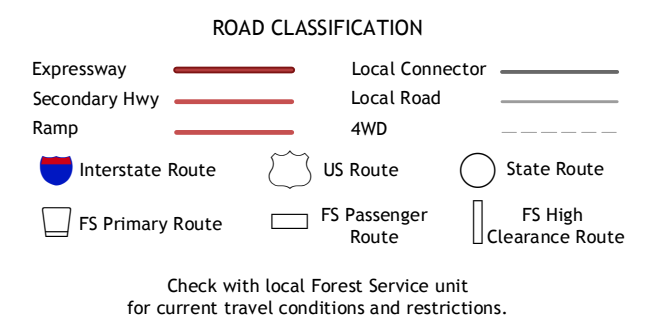 ROAD CLASSIFICATION
Expressway
Local Connector
Secondary Hwy
Local Road
Ramp
4WD
Interstate Route
US Route
State Route
FS Primary Route
FS Passenger
Route
FS High
Clearance Route
Check with local Forest Service unit
for current travel conditions and restrictions.